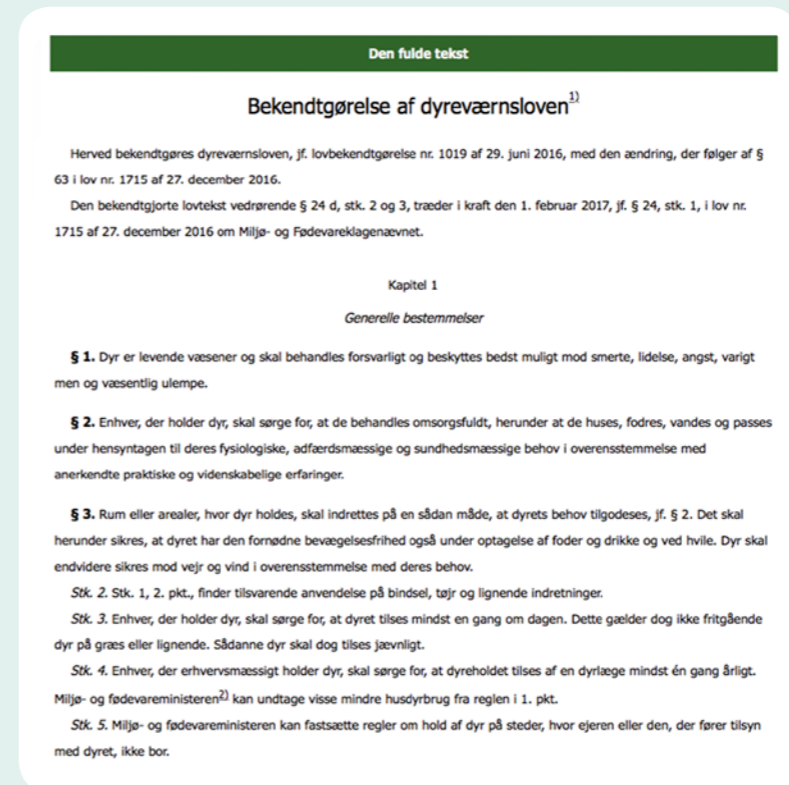 Den fulde tekst
Bekendtgørelse af dyreværnsloven1)
Herved bekendtgøres dyreværnsloven, jf. lovbekendtgørelse nr. 1019 af 29. juni 2016, med den ændring, der følger af §
63 i lov nr. 1715 af 27. december 2016.
Den bekendtgjorte lovtekst vedrørende § 24 d, stk. 2 og 3, træder i kraft den 1. februar 2017, jf. § 24, stk. 1, i lov nr.
1715 af 27. december 2016 om Miljø- og Fødevareklagenævnet.
Kapitel 1
Generelle bestemmelser
§ 1. Dyr er levende væsener og skal behandles forsvarligt og beskyttes bedst muligt mod smerte, lidelse, angst, varigt
men og væsentlig ulempe.
§ 2. Enhver, der holder dyr, skal sørge for, at de behandles omsorgsfuldt, herunder at de huses, fodres, vandes og passes
under hensyntagen til deres fysiologiske, adfærdsmæssige og sundhedsmæssige behov i overensstemmelse med
anerkendte praktiske og videnskabelige erfaringer.
§ 3. Rum eller arealer, hvor dyr holdes, skal indrettes på en sådan måde, at dyrets behov tilgodeses, jf. § 2. Det skal
herunder sikres, at dyret har den fornødne bevægelsesfrihed også under optagelse af foder og drikke og ved hvile. Dyr skal
endvidere sikres mod vejr og vind i overensstemmelse med deres behov.
Stk. 2. Stk. 1, 2. pkt., finder tilsvarende anvendelse på bindsel, tøjr og lignende indretninger.
Stk. 3. Enhver, der holder dyr, skal sørge for, at dyret tilses mindst en gang om dagen. Dette gælder dog ikke fritgående
dyr på græs eller lignende. Sådanne dyr skal dog tilses jævnligt.
Stk. 4. Enhver, der erhvervsmæssigt holder dyr, skal sørge for, at dyreholdet tilses af en dyrlæge mindst én gang årligt.
Miljø- og fødevareministeren2) kan undtage visse mindre husdyrbrug fra reglen i 1. pkt.
Stk. 5. Miljø- og fødevareministeren kan fastsætte regler om hold af dyr på steder, hvor ejeren eller den, der fører tilsyn
med dyret, ikke bor.